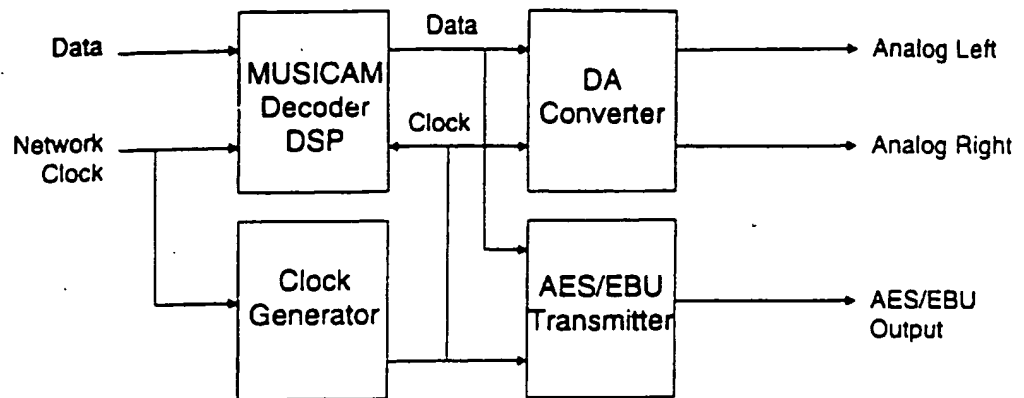 Data
Network
Clock
MUSICAM
Decoder
DSP
Data
Clock
DA
Converter
Analog Left
Analog Right
Clock
Generator
AES/EBU
Transmitter
AES/EBU
Output